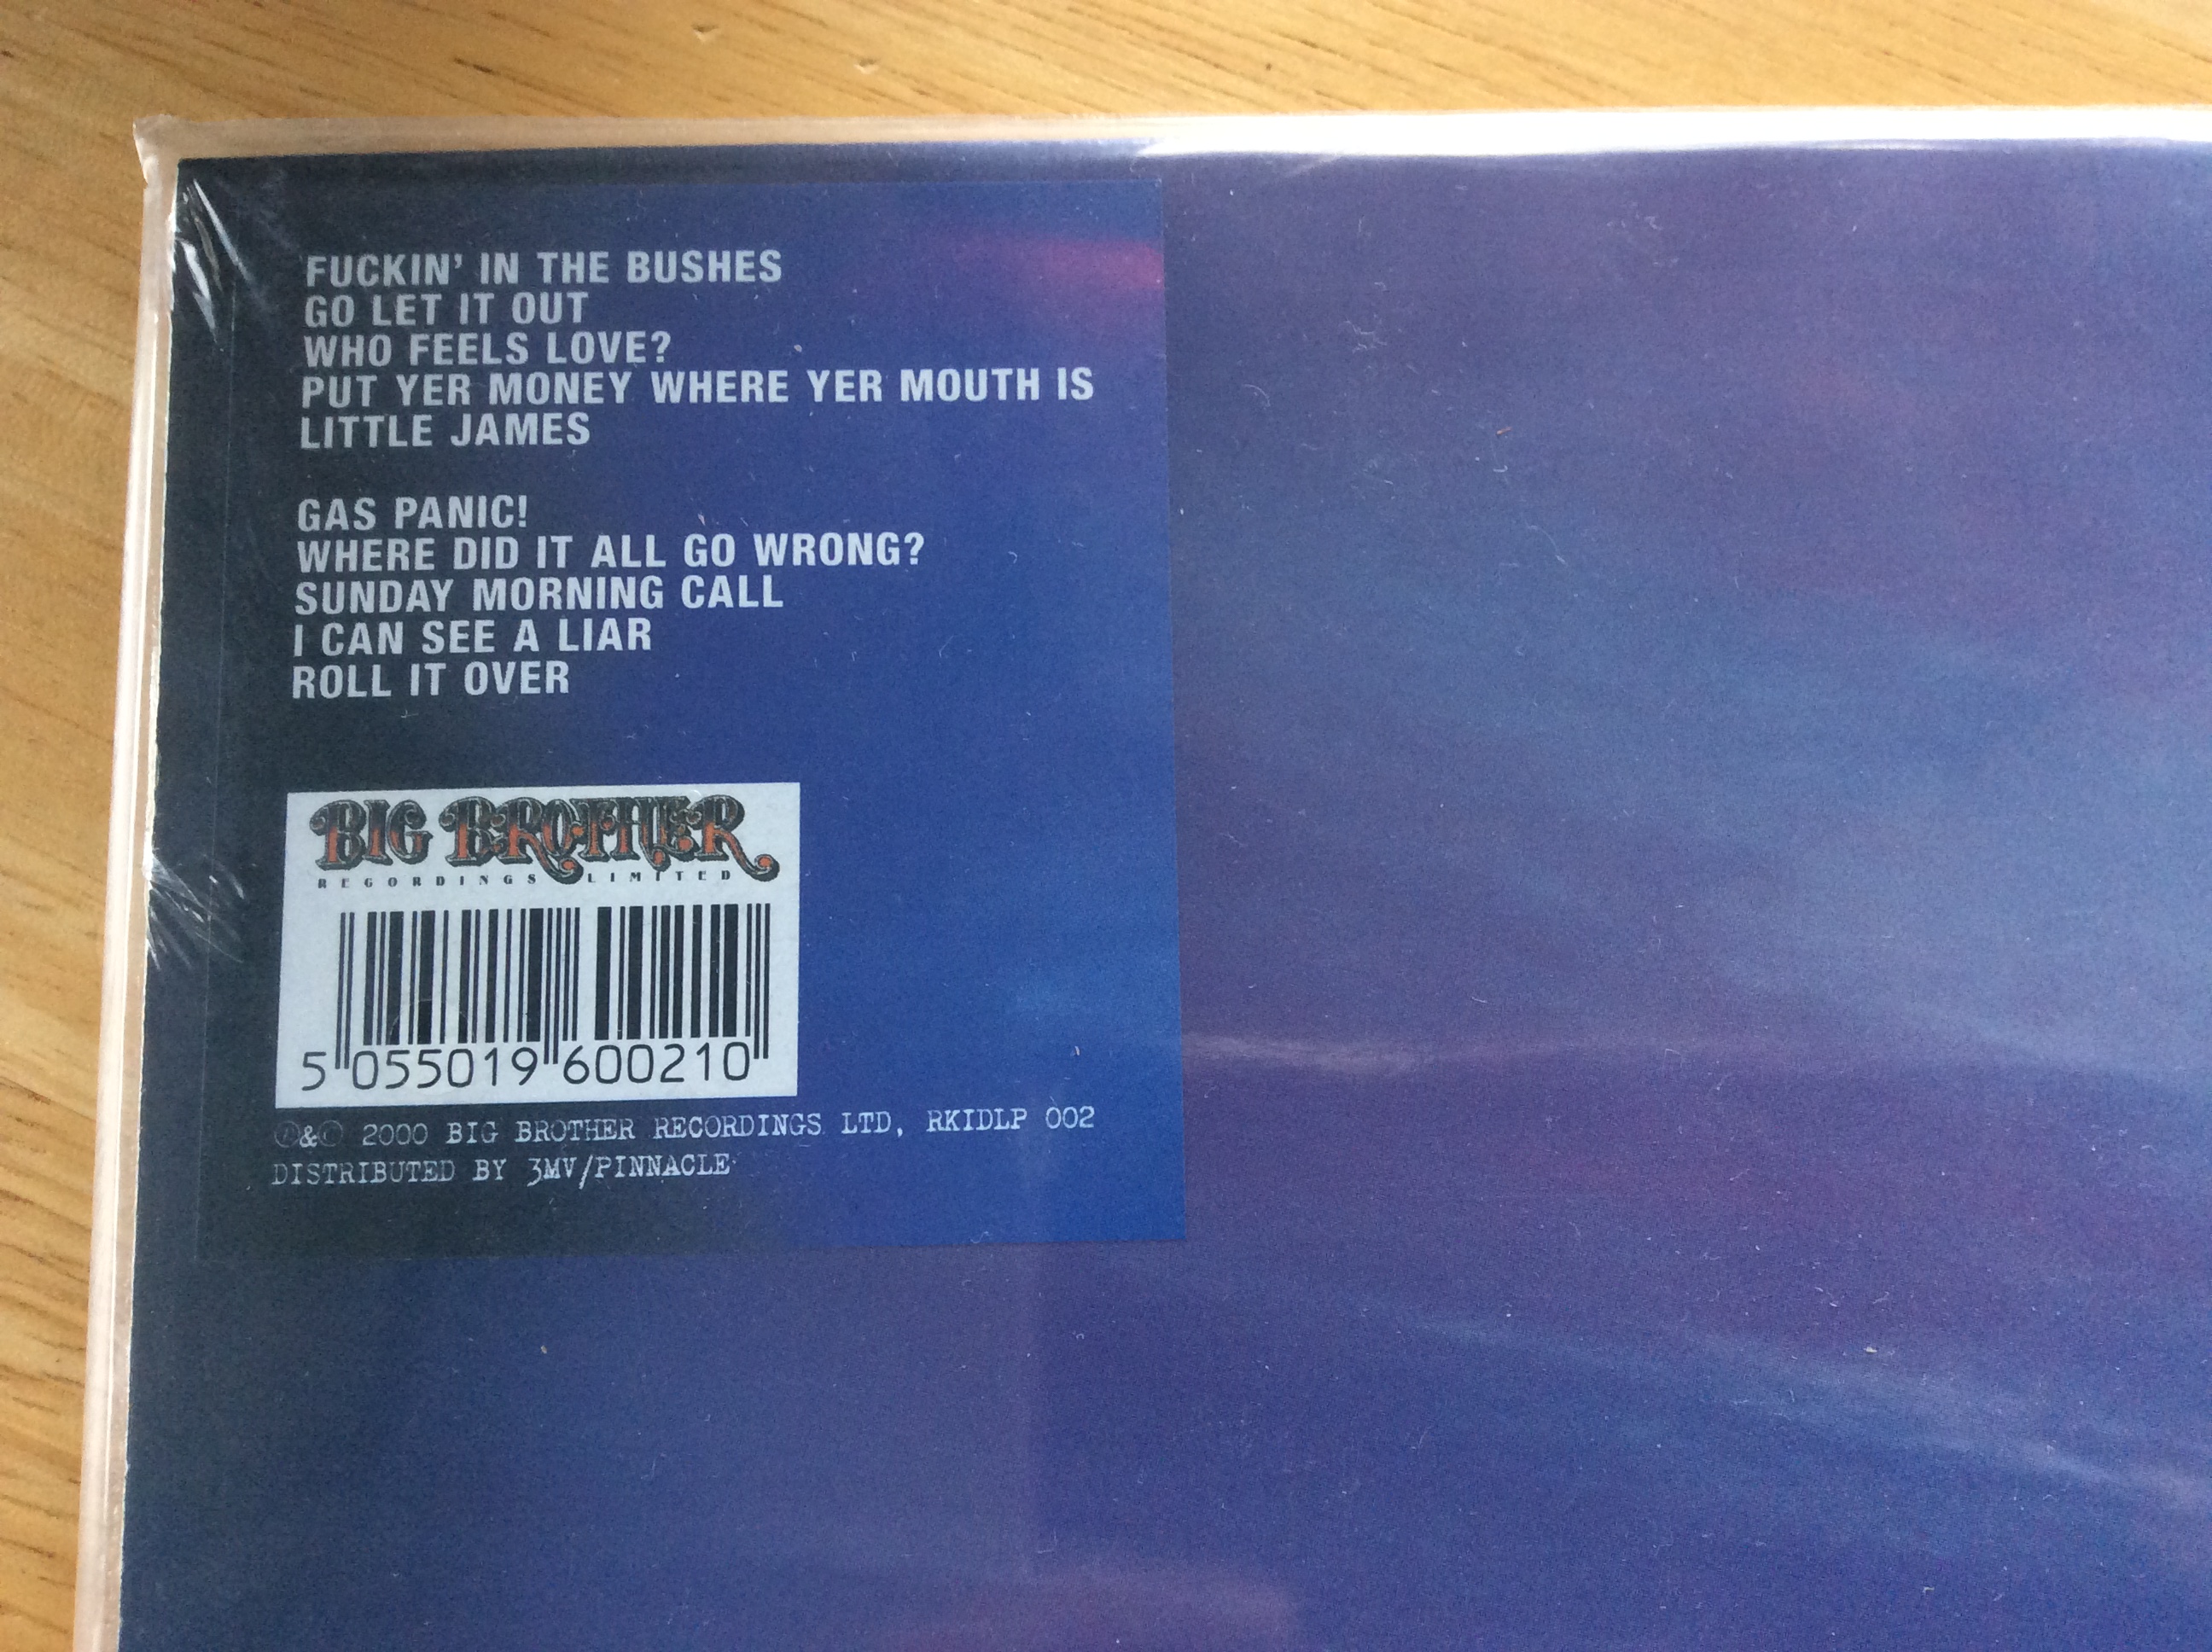 FUCKIN' IN THE BUSHES
GO LET IT OUT
WHO FEELS LOVE?
PUT YER MONEY WHERE YER MOUTH IS
LITTLE JAMES
GAS PANIC!
WHERE DID IT ALL GO WRONG?
SUNDAY MORNING CALL
I CAN SEE A LIAR
ROLL IT OVER
BIG BROTHER
RECORDINGS LIMITED
5 055019 600210
℗&© 2000 BIG BROTHER RECORDINGS LTD, RKIDLP 002
DISTRIBUTED BY 3MV/PINNACLE